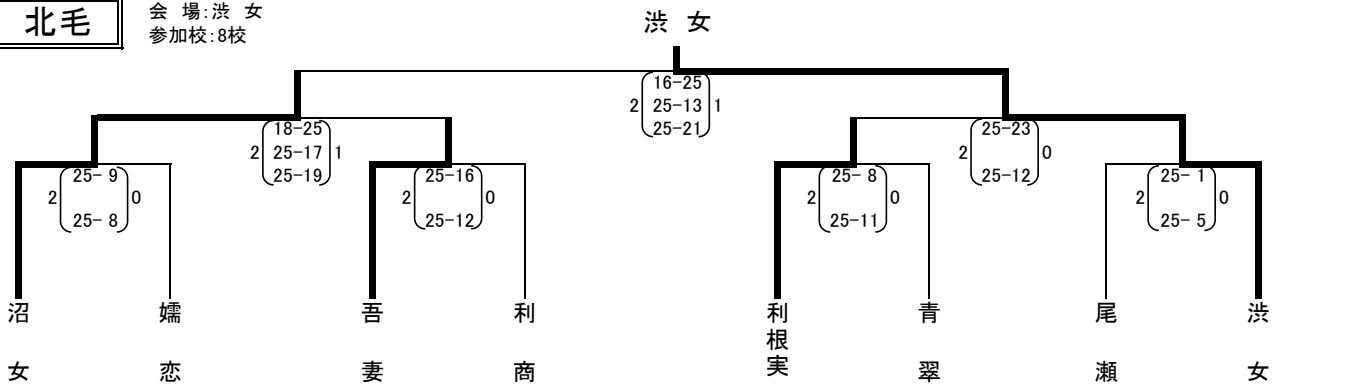 北毛
会 場:渋 女
参加校:8校
渋 女
16-25
2 25-13 1
25-21
18-25
2 25-17 1
25-19
25-23
2 0
25-12
25- 9
2 0
25- 8
25-16
2 0
25-12
25- 8
2 0
25-11
25- 1
2 0
25- 5
沼女
嬬恋
吾妻
利商
利根実
青翠
尾瀬
渋女